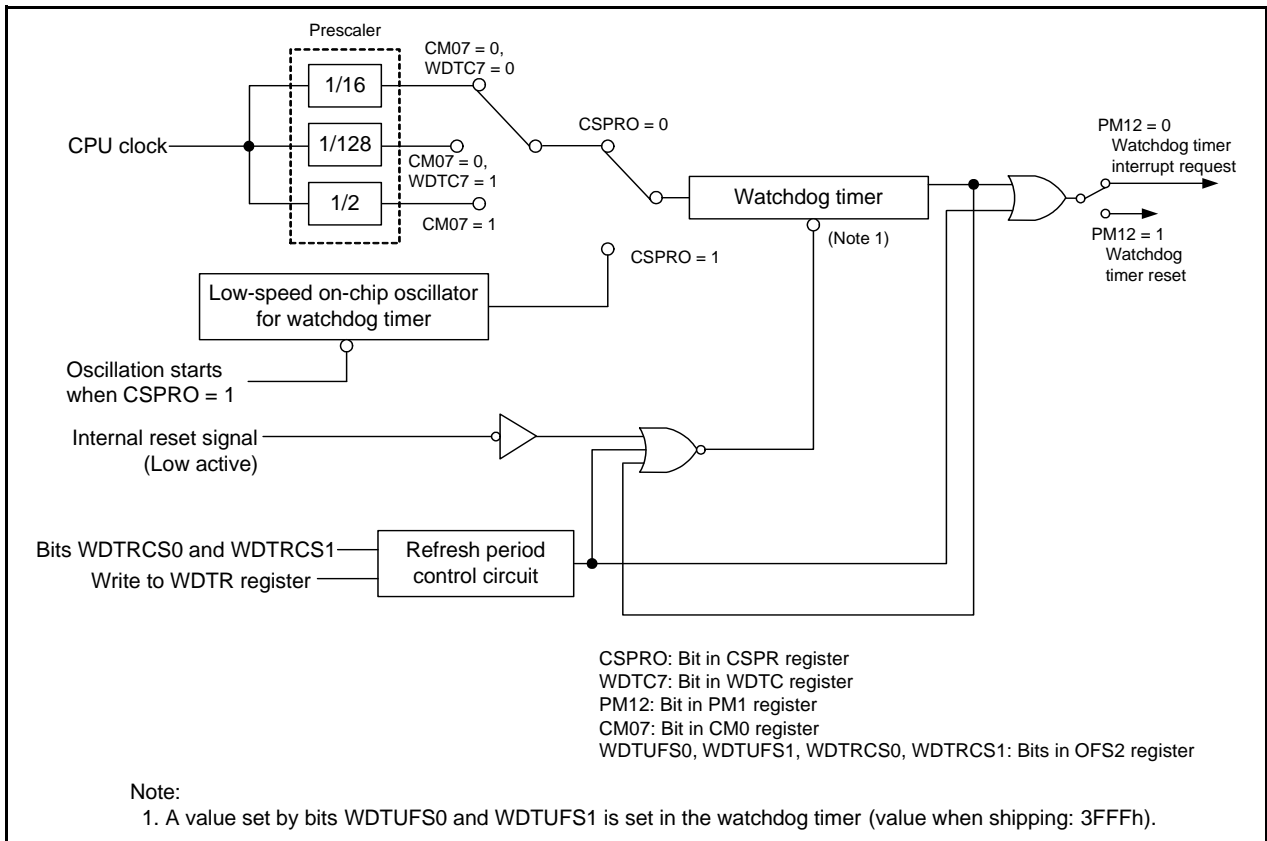 Prescaler
CM07 = 0,
WDTC7 = 0
1/16
CSPRO = 0
CPU clock
1/128
CM07 = 0,
WDTC7 = 1
1/2
CM07 = 1
PM12 = 0
Watchdog timer
interrupt request
Watchdog timer
(Note 1)
PM12 = 1
Watchdog
timer reset
CSPRO = 1
Low-speed on-chip oscillator
for watchdog timer
Oscillation starts
when CSPRO = 1
Internal reset signal
(Low active)
Bits WDTRCS0 and WDTRCS1
Write to WDTR register
Refresh period
control circuit
CSPRO: Bit in CSPR register
WDTC7: Bit in WDTC register
PM12: Bit in PM1 register
CM07: Bit in CM0 register
WDTUFS0, WDTUFS1, WDTRCS0, WDTRCS1: Bits in OFS2 register
Note:
1. A value set by bits WDTUFS0 and WDTUFS1 is set in the watchdog timer (value when shipping: 3FFFh).